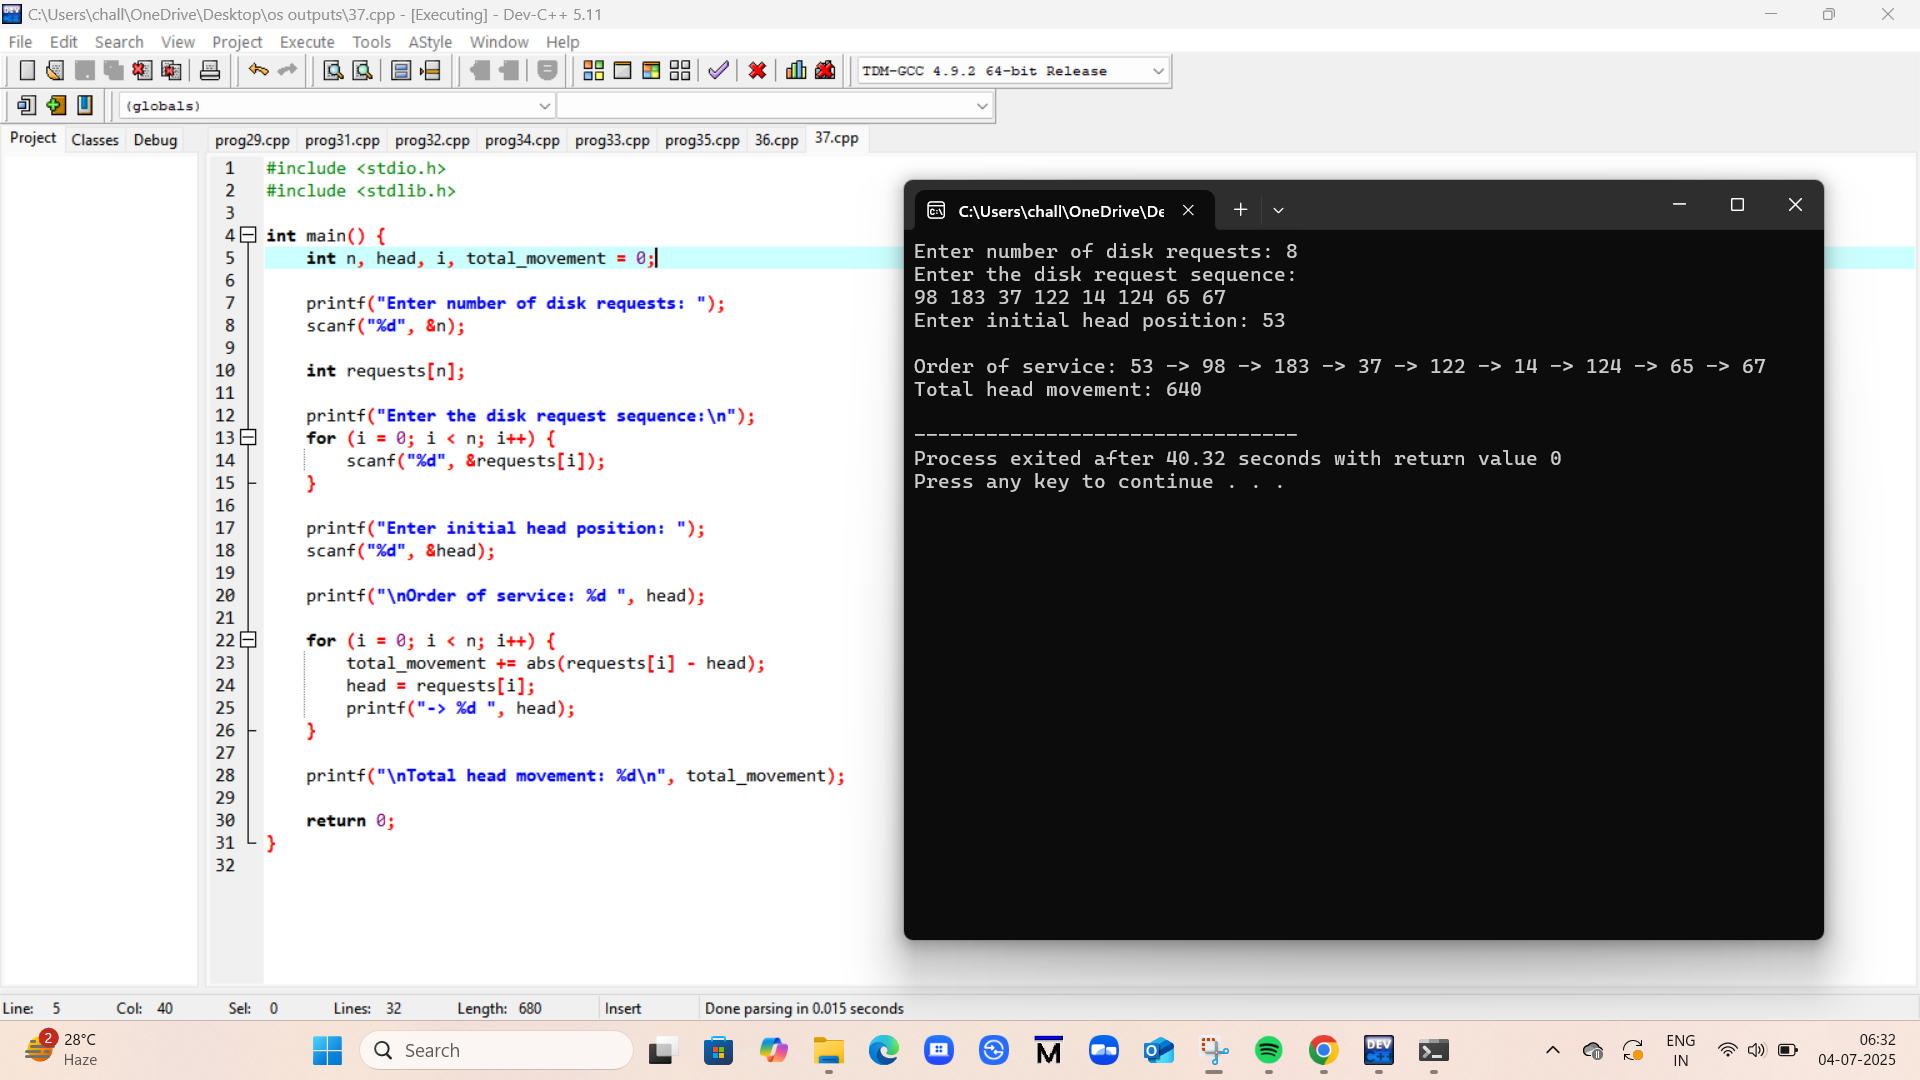 C:\Users\chall\OneDrive\Desktop\os outputs\37.cpp - [Executing] - Dev-C++ 5.11
File Edit Search View Project Execute Tools AStyle Window Help
TDM-GCC 4.9.2 64-bit Release
(globals)
Project Classes Debug
prog29.cpp prog31.cpp prog32.cpp prog34.cpp prog33.cpp prog35.cpp 36.cpp 37.cpp
1 #include <stdio.h>
2 #include <stdlib.h>
3
4 int main() {
5 int n, head, i, total_movement = 0;
6
7 printf("Enter number of disk requests: ");
8 scanf("%d", &n);
9
10 int requests[n];
11
12 printf("Enter the disk request sequence:\n");
13 for (i = 0; i < n; i++) {
14 scanf("%d", &requests[i]);
15 }
16
17 printf("Enter initial head position: ");
18 scanf("%d", &head);
19
20 printf("\nOrder of service: %d ", head);
21
22 for (i = 0; i < n; i++) {
23 total_movement += abs(requests[i] - head);
24 head = requests[i];
25 printf("-> %d ", head);
26 }
27
28 printf("\nTotal head movement: %d\n", total_movement);
29
30 return 0;
31 }
32
C:\Users\chall\OneDrive\De
Enter number of disk requests: 8
Enter the disk request sequence:
98 183 37 122 14 124 65 67
Enter initial head position: 53
Order of service: 53 -> 98 -> 183 -> 37 -> 122 -> 14 -> 124 -> 65 -> 67
Total head movement: 640
--------------------------------
Process exited after 40.32 seconds with return value 0
Press any key to continue . . .
Line: 5 Col: 40 Sel: 0 Lines: 32 Length: 680 Insert Done parsing in 0.015 seconds
2
28°C
Haze
Search
DEV
C++
ENG
IN
06:32
04-07-2025